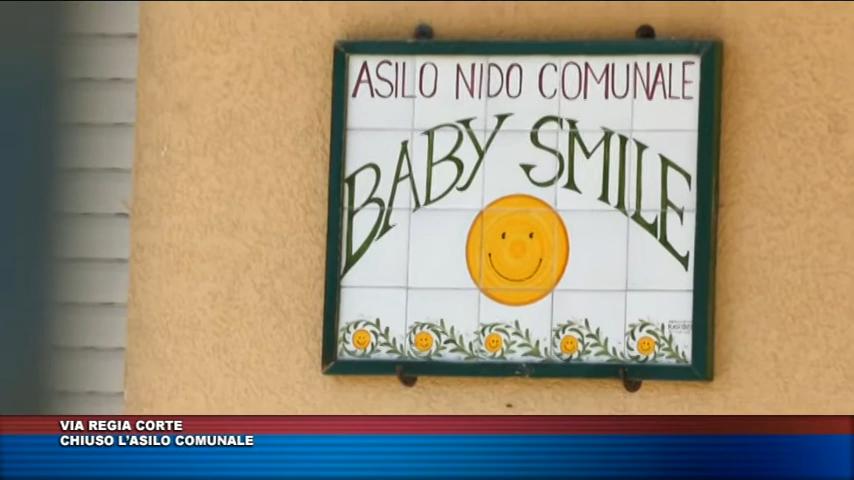 ASILO NIDO COMUNALE
BABY SMILE
VIA REGIA CORTE
CHIUSO L'ASILO COMUNALE